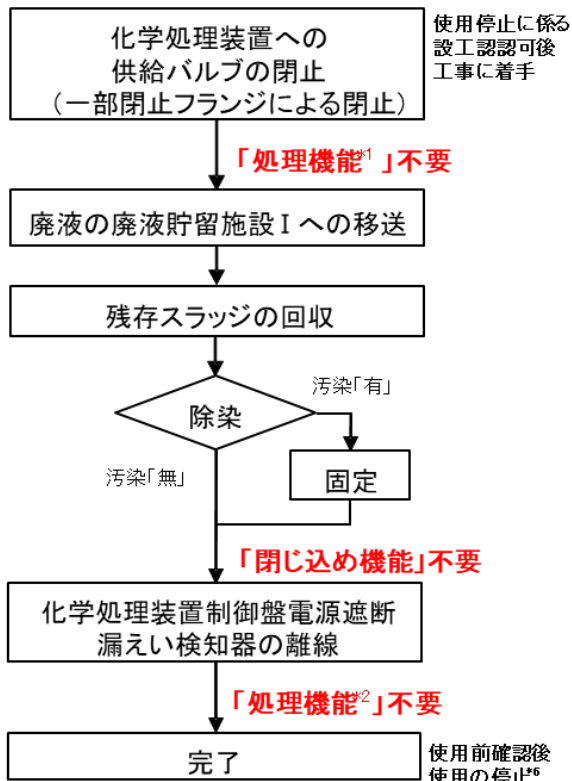 化学処理装置への
供給バルブの閉止
（一部閉止フランジによる閉止）
使用停止に係る
設工認認可後
工事に着手
「処理機能*1」不要
廃液の廃液貯留施設Ⅰへの移送
残存スラッジの回収
除染
汚染「有」
汚染「無」
固定
「閉じ込め機能」不要
化学処理装置制御盤電源遮断
漏えい検知器の離線
「処理機能*2」不要
完了
使用前確認後
使用の停止*6